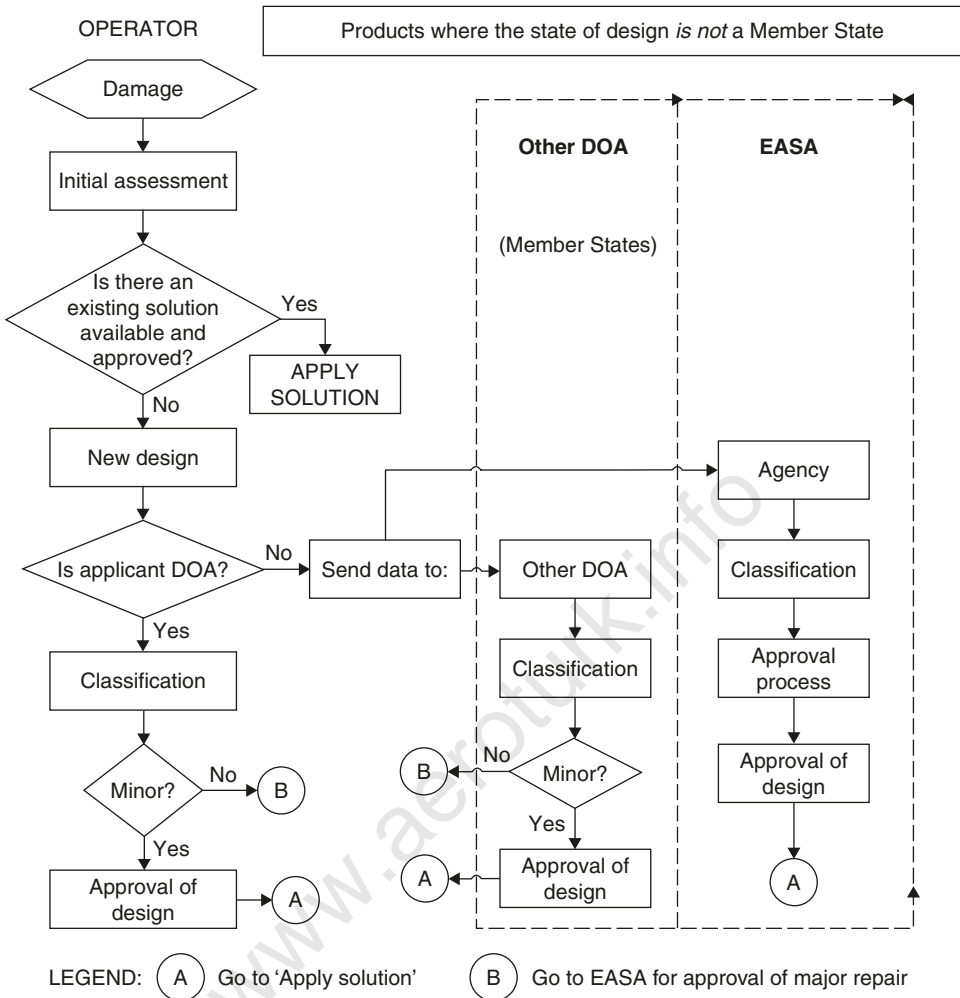 OPERATOR
Products where the state of design is not a Member State
Damage
Initial assessment
Is there an
existing solution
available and
approved?
Yes
APPLY
SOLUTION
No
New design
Is applicant DOA?
No
Send data to:
Yes
Classification
Minor?
No
B
Yes
Approval of
design
A
Other DOA
(Member States)
Other DOA
Classification
Minor?
No
B
Yes
Approval of
design
A
EASA
Agency
Classification
Approval
process
Approval of
design
A
LEGEND: A Go to ‘Apply solution’ B Go to EASA for approval of major repair
www.aeroturk.info